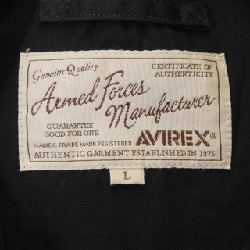 Genuine Quality
CERTIFICATE OF
AUTHENTICITY
Armed Forces
Manufacturer
GUARANTEE
GOOD FOR ONE
AVIREX®
NAME & TRADE MARK REGISTERED
AUTHENTIC GARMENT ESTABLISHED IN 1975
L